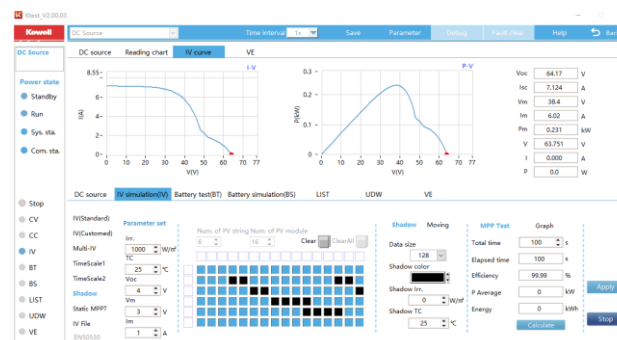 Ktest_V2.00.03
Kewell
DC Source
Time interval 1s Save Parameter Debug Fault clear Help Back
DC Source
DC source Reading chart IV curve VE
Power state
Standby
Run
Sys. sta.
Com. sta.
I-V
8.55-
6-
4-
2-
0-
I(A)
0 10 20 30 40 50 60 70 77
V(V)
P-V
0.3-
0.2-
0.1-
0-
P(kW)
0 10 20 30 40 50 60 70 77
V(V)
Voc 64.17 V
Isc 7.124 A
Vm 38.4 V
Im 6.02 A
Pm 0.231 kW
V 63.751 V
I 0.000 A
P 0.0 W
DC source IV simulation(IV) Battery test(BT) Battery simulation(BS) LIST UDW VE
Stop
CV
CC
IV
BT
BS
LIST
UDW
VE
IV(Standard)
IV(Customed)
Multi-IV
TimeScale1
TimeScale2
Shadow
Static MPPT
IV File
EN50530
Parameter set
Irr.
1000 W/㎡
TC
25 ℃
Voc
4 V
Vm
3 V
Im
1 A
Num. of PV string Num. of PV module
6 16 Clear ClearAll
Shadow Moving
Data size
128
Shadow color
Shadow Irr.
0 W/㎡
Shadow TC
25 ℃
MPP Test Graph
Total time 100 s
Elapsed time 100 s
Efficiency 99.99 %
P Average 0 kW
Energy 0 kWh
Calculate
Apply
Stop